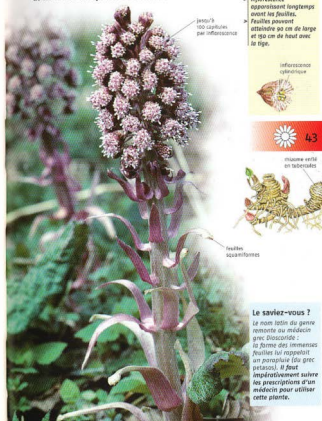 apparaissent longtemps
avant les feuilles.
Feuilles pouvant
atteindre 90 cm de large
et 150 cm de haut avec
la tige.
jusqu'à
100 capitules
par inflorescence
inflorescence
cylindrique
43
rhizome renflé
en tubercules
feuilles
squamiformes
Le saviez-vous ?
Le nom latin du genre
remonte au médecin
grec Dioscoride :
la forme des immenses
feuilles lui rappelait
un parapluie (du grec
petasos). Il faut
impérativement suivre
les prescriptions d'un
médecin pour utiliser
cette plante.